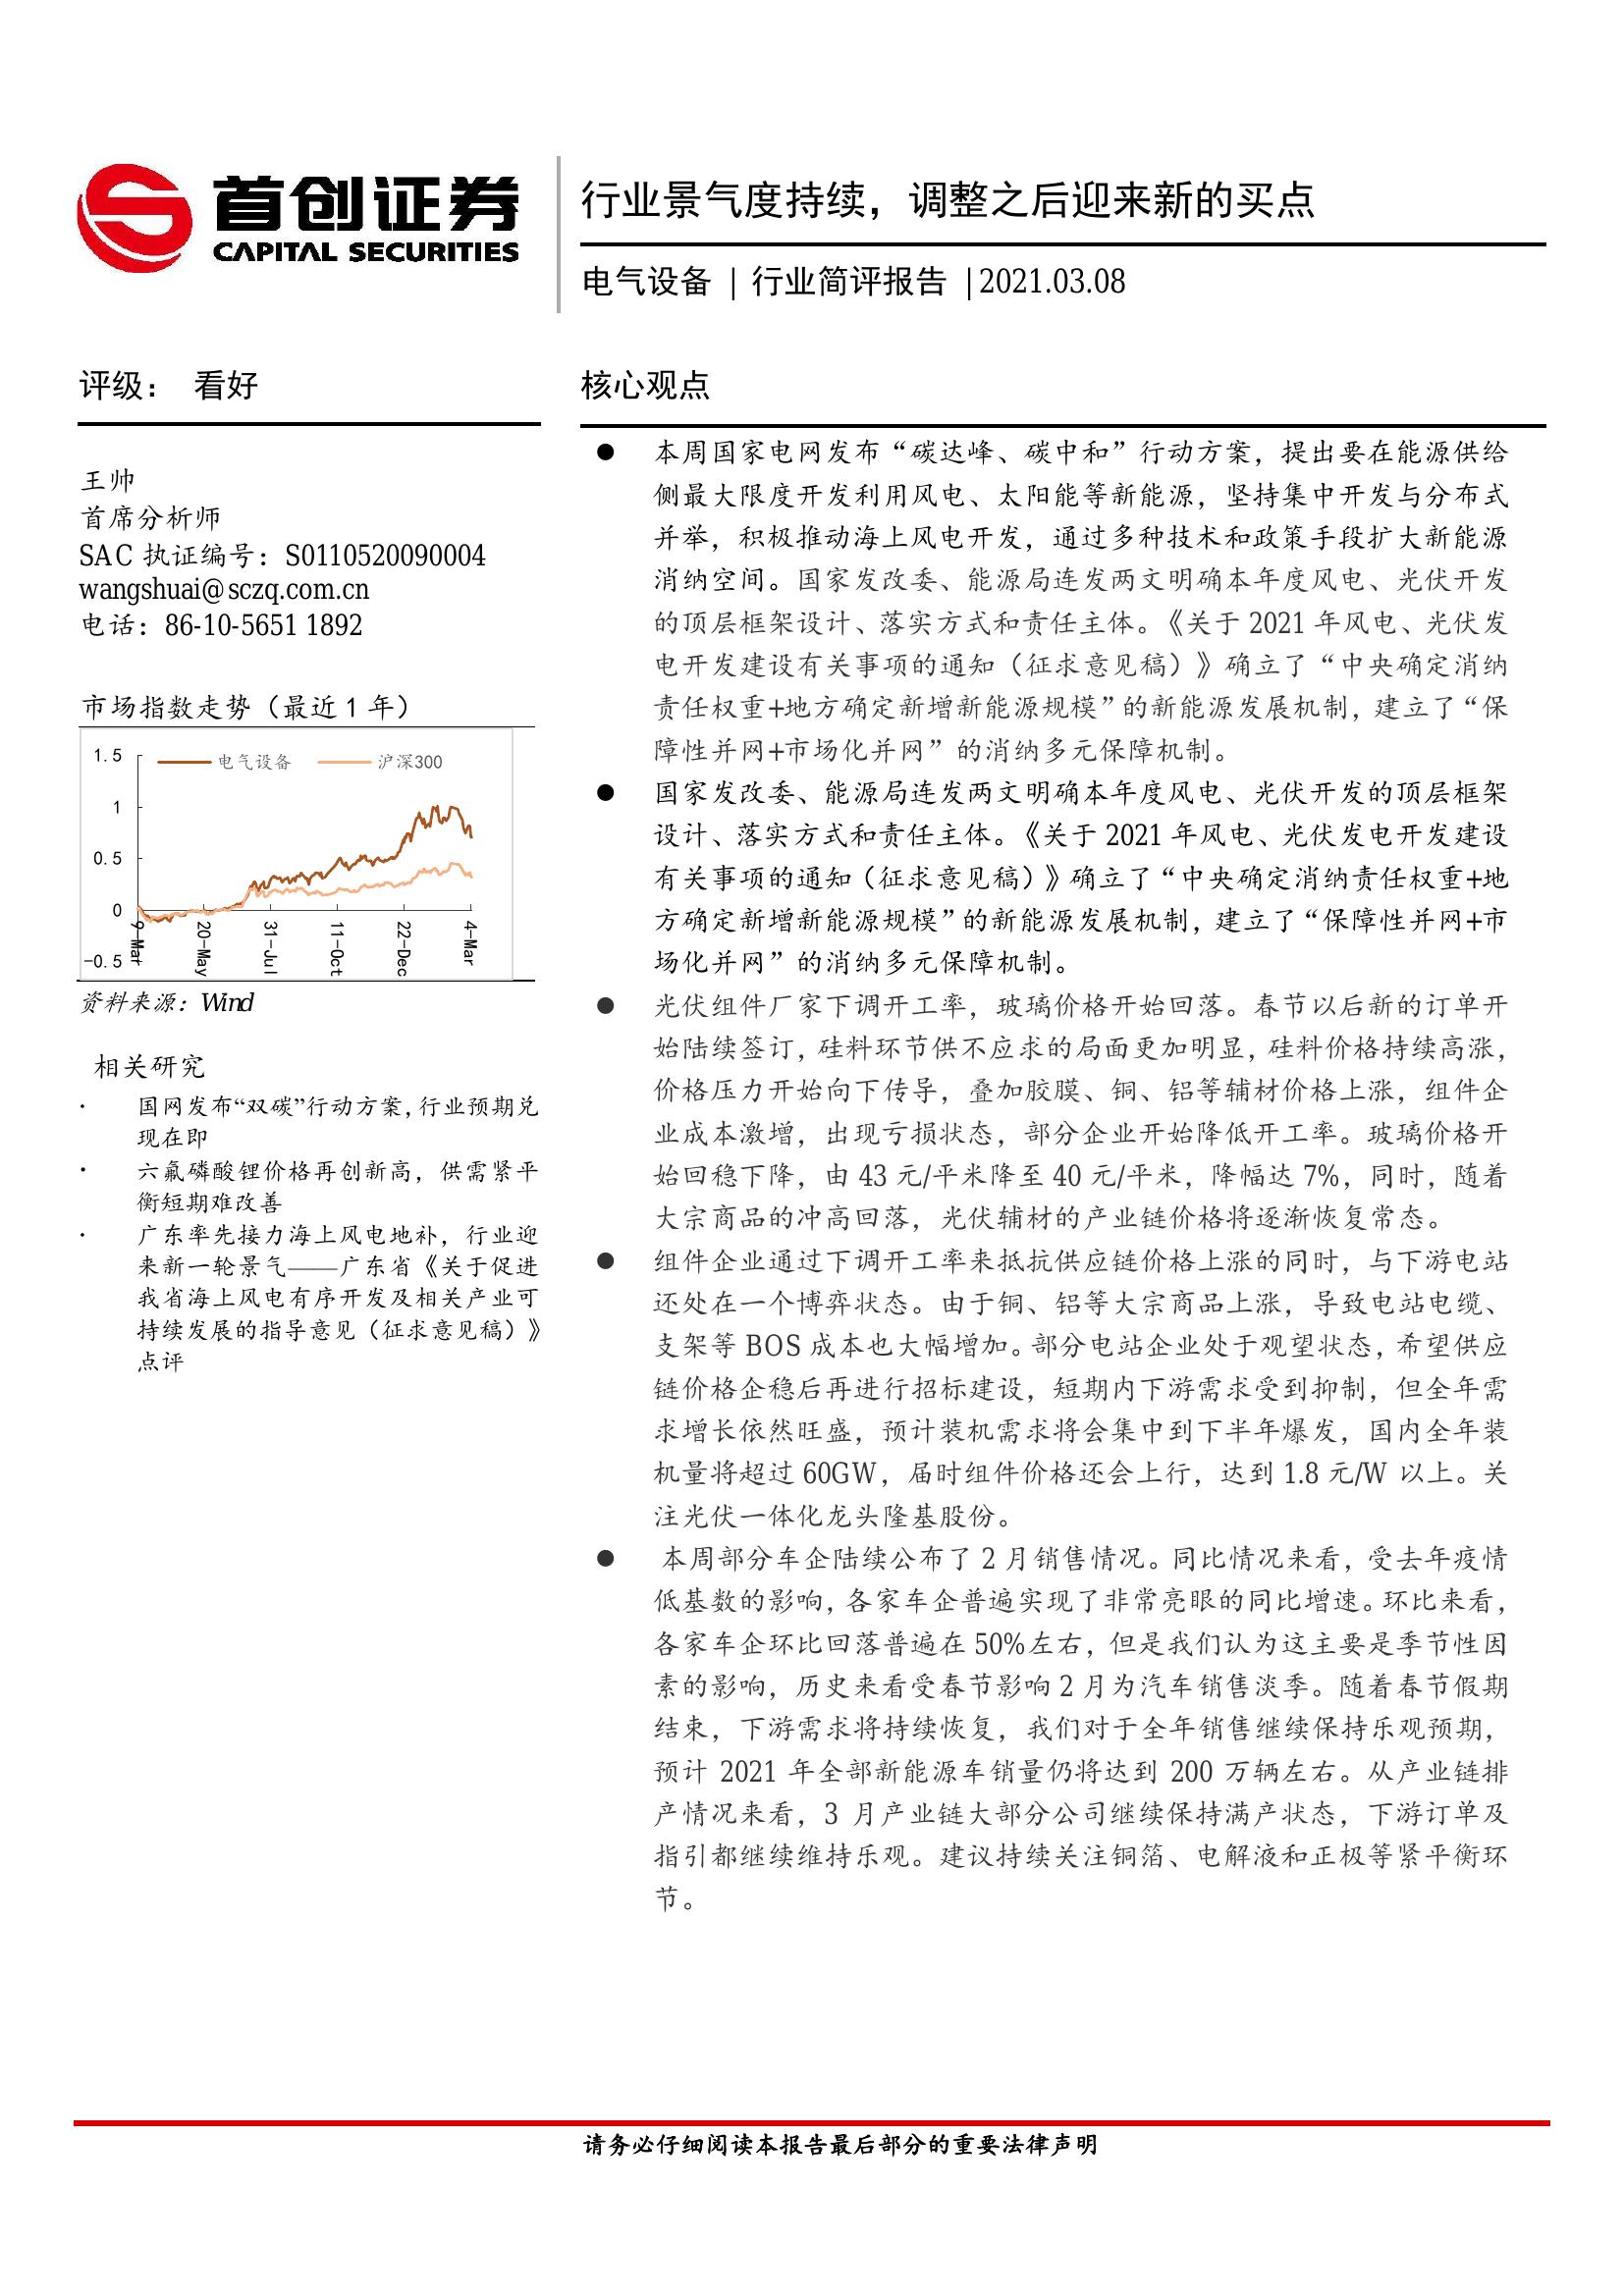 首创证券
CAPITAL SECURITIES
行业景气度持续，调整之后迎来新的买点
电气设备 | 行业简评报告 | 2021.03.08
评级： 看好
王帅
首席分析师
SAC 执证编号：S0110520090004
wangshuai@sczq.com.cn
电话：86-10-5651 1892
市场指数走势（最近 1 年）
电气设备 沪深300
1.5
1
0.5
0
-0.5
9-Mar
20-May
31-Jul
11-Oct
22-Dec
4-Mar
资料来源：Wind
相关研究
· 国网发布“双碳”行动方案，行业预期兑
现在即
· 六氟磷酸锂价格再创新高，供需紧平
衡短期难改善
· 广东率先接力海上风电地补，行业迎
来新一轮景气——广东省《关于促进
我省海上风电有序开发及相关产业可
持续发展的指导意见（征求意见稿）》
点评
核心观点
● 本周国家电网发布“碳达峰、碳中和”行动方案，提出要在能源供给
侧最大限度开发利用风电、太阳能等新能源，坚持集中开发与分布式
并举，积极推动海上风电开发，通过多种技术和政策手段扩大新能源
消纳空间。国家发改委、能源局连发两文明确本年度风电、光伏开发
的顶层框架设计、落实方式和责任主体。《关于 2021 年风电、光伏发
电开发建设有关事项的通知（征求意见稿）》确立了“中央确定消纳
责任权重+地方确定新增新能源规模”的新能源发展机制，建立了“保
障性并网+市场化并网”的消纳多元保障机制。
● 国家发改委、能源局连发两文明确本年度风电、光伏开发的顶层框架
设计、落实方式和责任主体。《关于 2021 年风电、光伏发电开发建设
有关事项的通知（征求意见稿）》确立了“中央确定消纳责任权重+地
方确定新增新能源规模”的新能源发展机制，建立了“保障性并网+市
场化并网”的消纳多元保障机制。
● 光伏组件厂家下调开工率，玻璃价格开始回落。春节以后新的订单开
始陆续签订，硅料环节供不应求的局面更加明显，硅料价格持续高涨，
价格压力开始向下传导，叠加胶膜、铜、铝等辅材价格上涨，组件企
业成本激增，出现亏损状态，部分企业开始降低开工率。玻璃价格开
始回稳下降，由 43 元/平米降至 40 元/平米，降幅达 7%，同时，随着
大宗商品的冲高回落，光伏辅材的产业链价格将逐渐恢复常态。
● 组件企业通过下调开工率来抵抗供应链价格上涨的同时，与下游电站
还处在一个博弈状态。由于铜、铝等大宗商品上涨，导致电站电缆、
支架等 BOS 成本也大幅增加。部分电站企业处于观望状态，希望供应
链价格企稳后再进行招标建设，短期内下游需求受到抑制，但全年需
求增长依然旺盛，预计装机需求将会集中到下半年爆发，国内全年装
机量将超过 60GW，届时组件价格还会上行，达到 1.8 元/W 以上。关
注光伏一体化龙头隆基股份。
● 本周部分车企陆续公布了 2 月销售情况。同比情况来看，受去年疫情
低基数的影响，各家车企普遍实现了非常亮眼的同比增速。环比来看，
各家车企环比回落普遍在 50%左右，但是我们认为这主要是季节性因
素的影响，历史来看受春节影响 2 月为汽车销售淡季。随着春节假期
结束，下游需求将持续恢复，我们对于全年销售继续保持乐观预期，
预计 2021 年全部新能源车销量仍将达到 200 万辆左右。从产业链排
产情况来看，3 月产业链大部分公司继续保持满产状态，下游订单及
指引都继续维持乐观。建议持续关注铜箔、电解液和正极等紧平衡环
节。
请务必仔细阅读本报告最后部分的重要法律声明